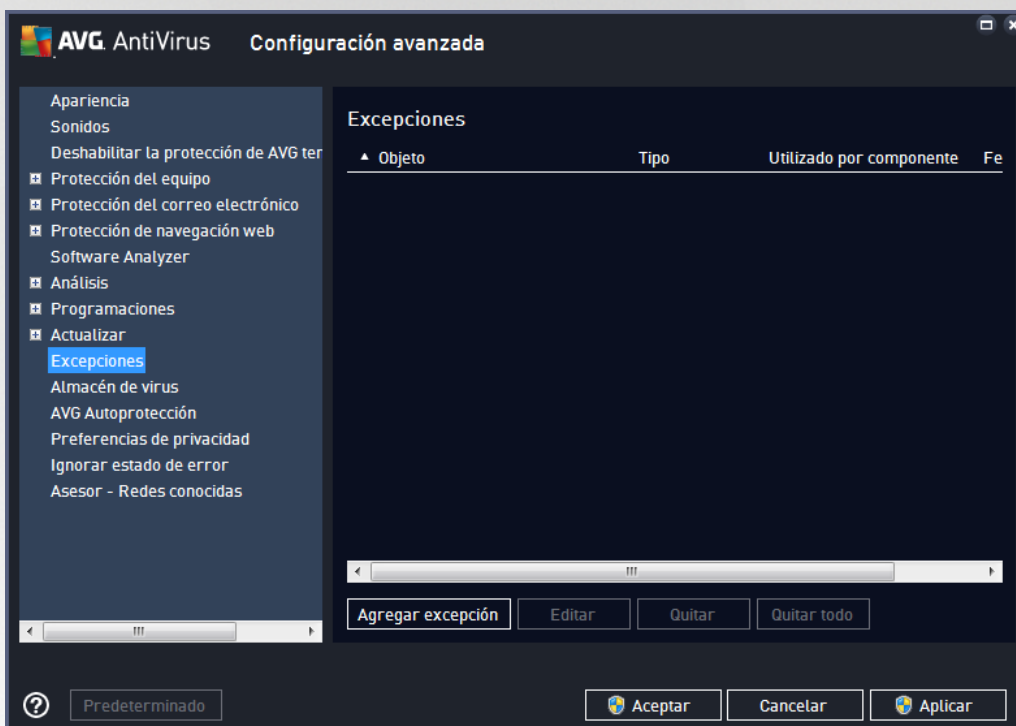 AVG AntiVirus Configuración avanzada
Apariencia
Sonidos
Deshabilitar la protección de AVG ter
Protección del equipo
Protección del correo electrónico
Protección de navegación web
Software Analyzer
Análisis
Programaciones
Actualizar
Excepciones
Almacén de virus
AVG Autoprotección
Preferencias de privacidad
Ignorar estado de error
Asesor - Redes conocidas
Excepciones
Objeto Tipo Utilizado por componente Fe
Agregar excepción Editar Quitar Quitar todo
Predeterminado Aceptar Cancelar Aplicar